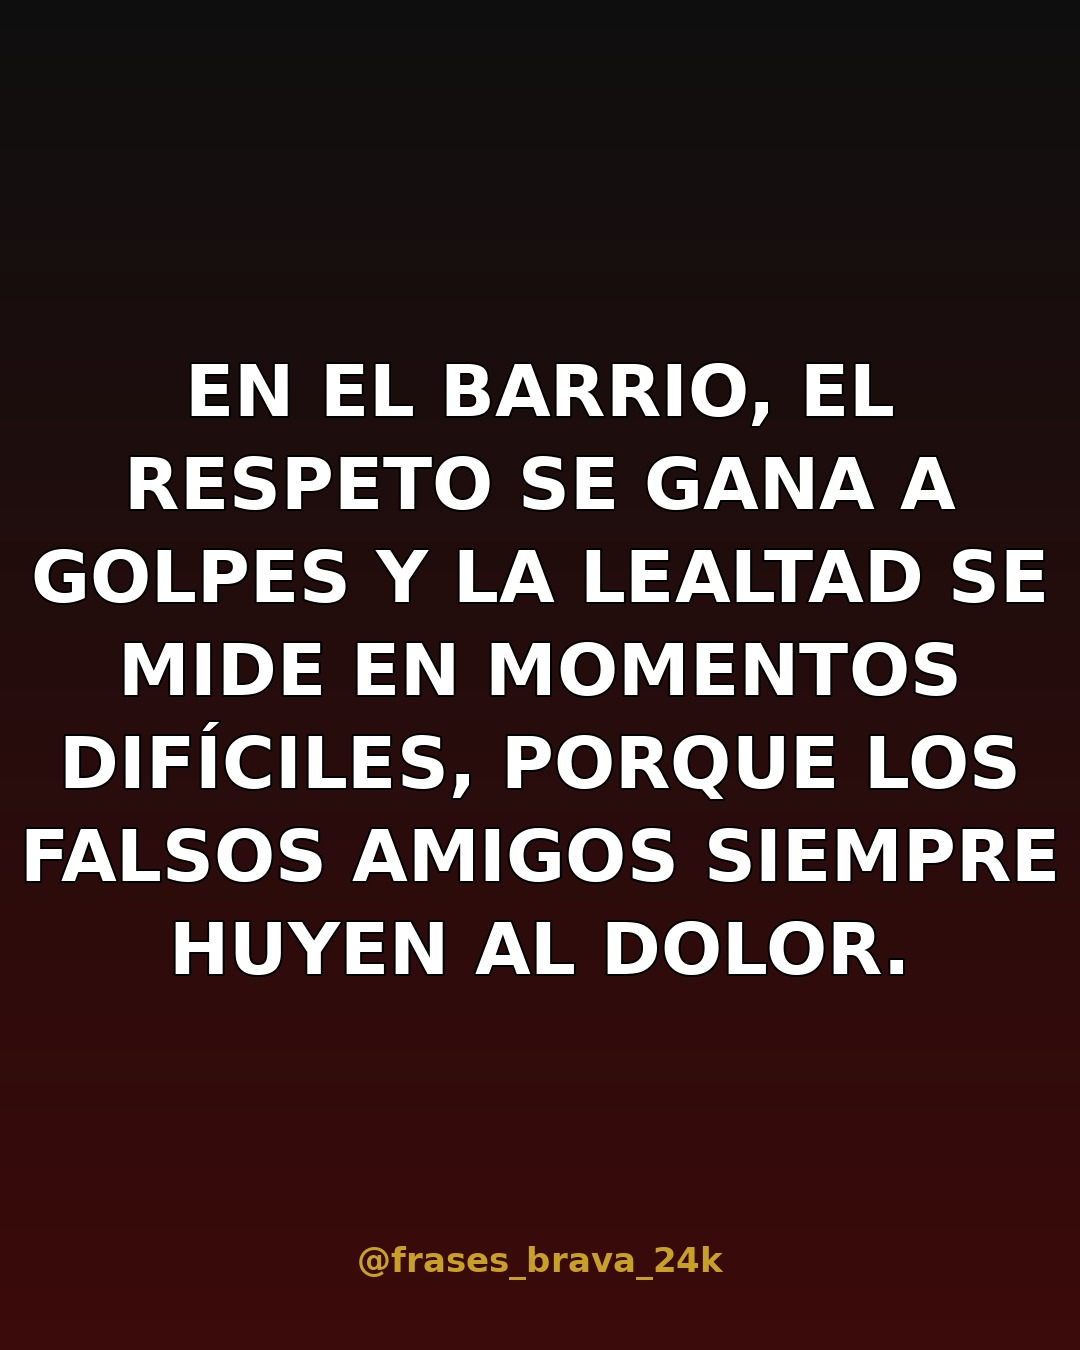 EN EL BARRIO, EL
RESPETO SE GANA A
GOLPES Y LA LEALTAD SE
MIDE EN MOMENTOS
DIFÍCILES, PORQUE LOS
FALSOS AMIGOS SIEMPRE
HUYEN AL DOLOR.
@frases_brava_24k